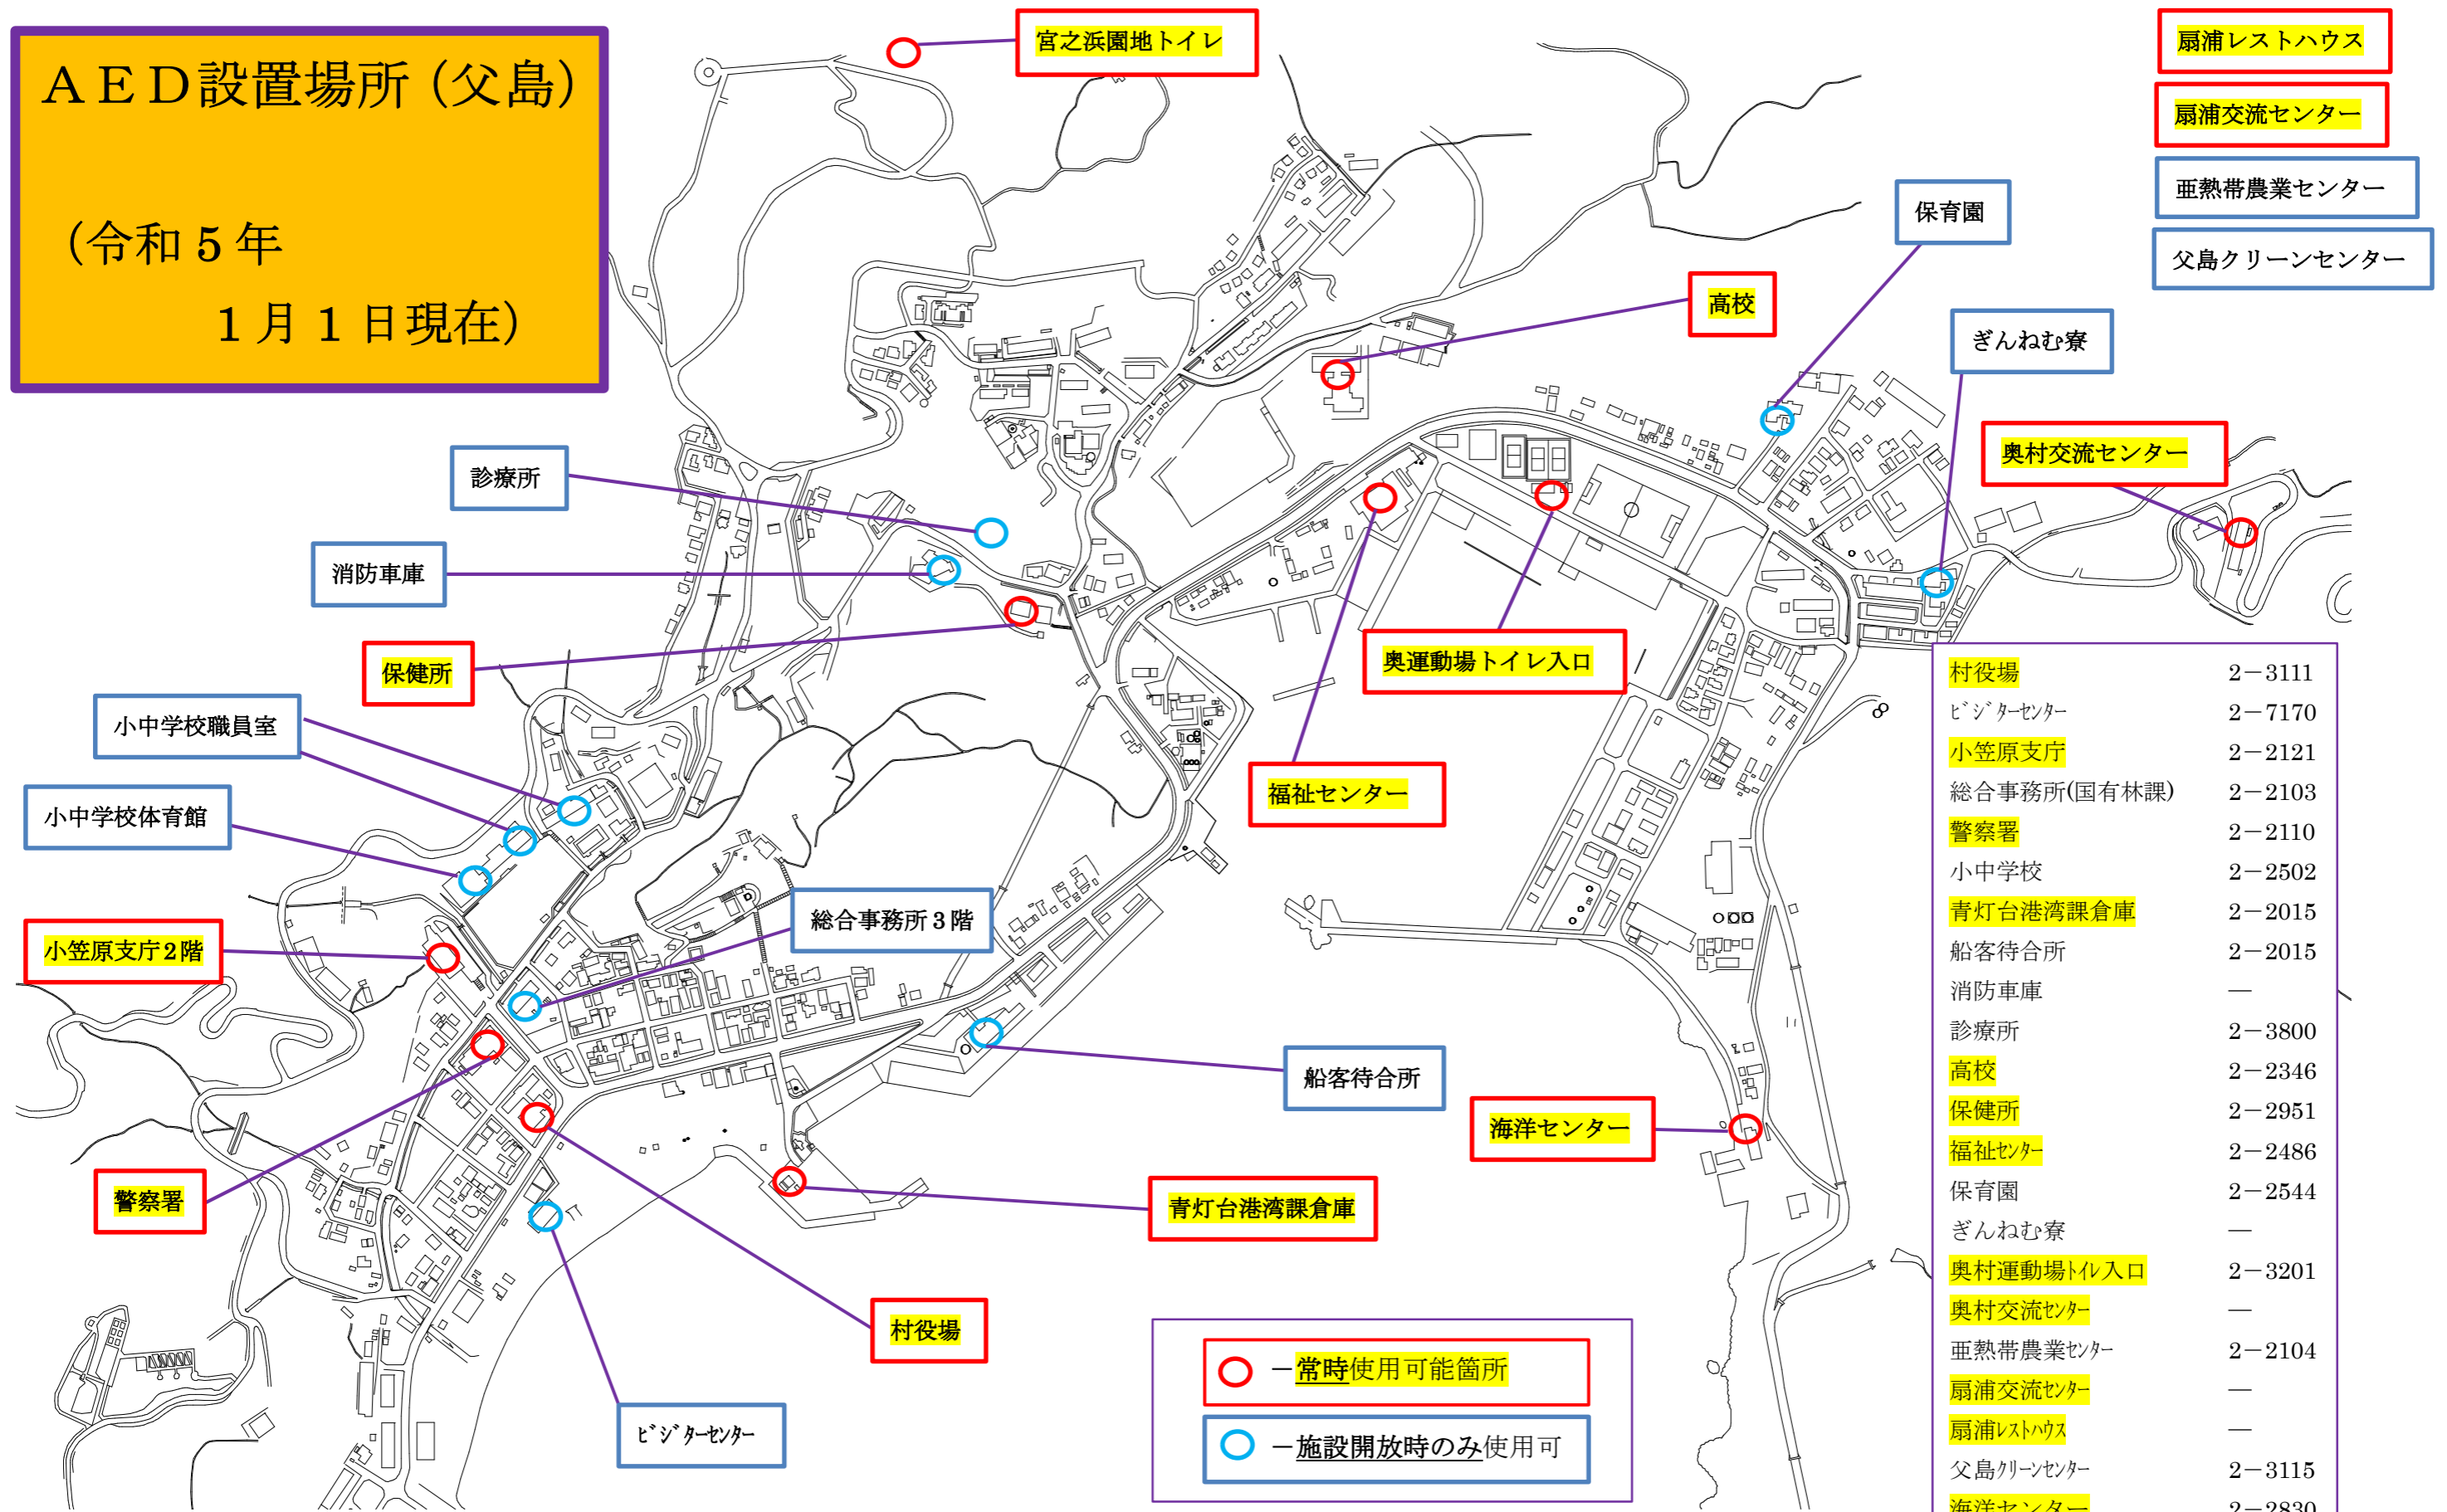 AED設置場所（父島）
（令和５年
１月１日現在）
宮之浜園地トイレ
扇浦レストハウス
扇浦交流センター
亜熱帯農業センター
父島クリーンセンター
保育園
高校
ぎんねむ寮
奥村交流センター
診療所
消防車庫
保健所
奥運動場トイレ入口
小中学校職員室
福祉センター
小中学校体育館
総合事務所３階
小笠原支庁2階
船客待合所
海洋センター
警察署
青灯台港湾課倉庫
村役場
ﾋﾞｼﾞﾀｰｾﾝﾀｰ
○－常時使用可能箇所
○－施設開放時のみ使用可
村役場 2－3111
ﾋﾞｼﾞﾀｰｾﾝﾀｰ 2－7170
小笠原支庁 2－2121
総合事務所(国有林課) 2－2103
警察署 2－2110
小中学校 2－2502
青灯台港湾課倉庫 2－2015
船客待合所 2－2015
消防車庫 ―
診療所 2－3800
高校 2－2346
保健所 2－2951
福祉ｾﾝﾀｰ 2－2486
保育園 2－2544
ぎんねむ寮 ―
奥村運動場ﾄｲﾚ入口 2－3201
奥村交流ｾﾝﾀｰ ―
亜熱帯農業ｾﾝﾀｰ 2－2104
扇浦交流ｾﾝﾀｰ ―
扇浦ﾚｽﾄﾊｳｽ ―
父島ｸﾘｰﾝｾﾝﾀｰ 2－3115
海洋センター 2－2830